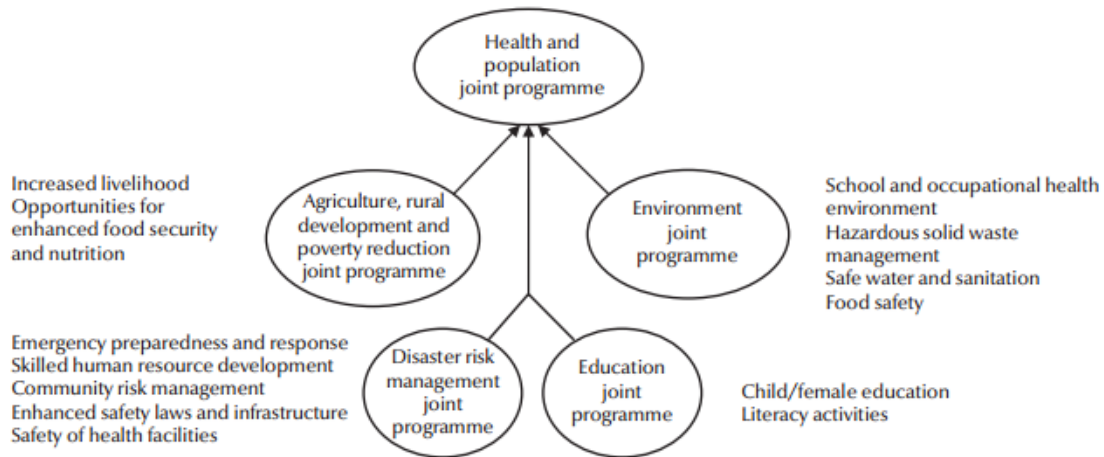 Health and
population
joint programme
Increased livelihood
Opportunities for
enhanced food security
and nutrition
Agriculture, rural
development and
poverty reduction
joint programme
Environment
joint
programme
School and occupational health
environment
Hazardous solid waste
management
Safe water and sanitation
Food safety
Emergency preparedness and response
Skilled human resource development
Community risk management
Enhanced safety laws and infrastructure
Safety of health facilities
Disaster risk
management
joint
programme
Education
joint
programme
Child/female education
Literacy activities